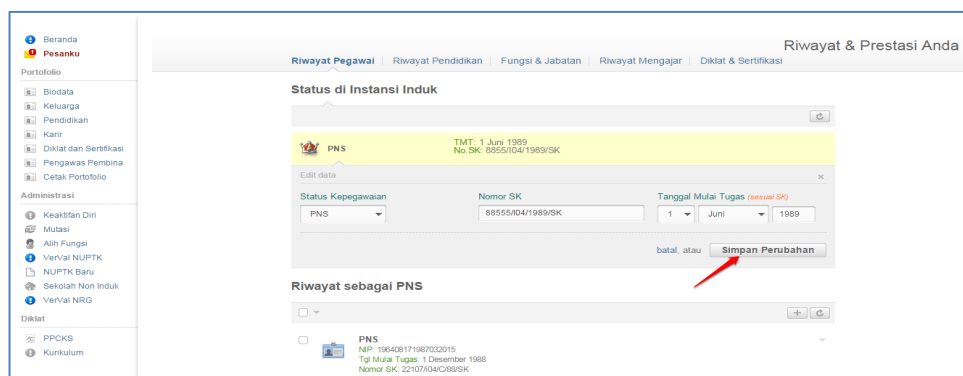 Beranda
Pesanku
Portofolio
Biodata
Keluarga
Pendidikan
Karir
Diklat dan Sertifikasi
Pengawas Pembina
Cetak Portofolio
Administrasi
Keaktifan Diri
Mutasi
Alih Fungsi
VerVal NUPTK
NUPTK Baru
Sekolah Non Induk
VerVal NRG
Diklat
PPCKS
Kurikulum
Riwayat & Prestasi Anda
Riwayat Pegawai Riwayat Pendidikan Fungsi & Jabatan Riwayat Mengajar Diklat & Sertifikasi
Status di Instansi Induk
PNS
TMT: 1 Juni 1989
No.SK: 8855/I04/1989/SK
Edit data
Status Kepegawaian Nomor SK Tanggal Mulai Tugas (sesuai SK)
PNS 88555/I04/1989/SK 1 Juni 1989
batal, atau Simpan Perubahan
Riwayat sebagai PNS
PNS
NIP: 196408171987032015
Tgl Mulai Tugas: 1 Desember 1988
Nomor SK: 22107/I04/C/88/SK